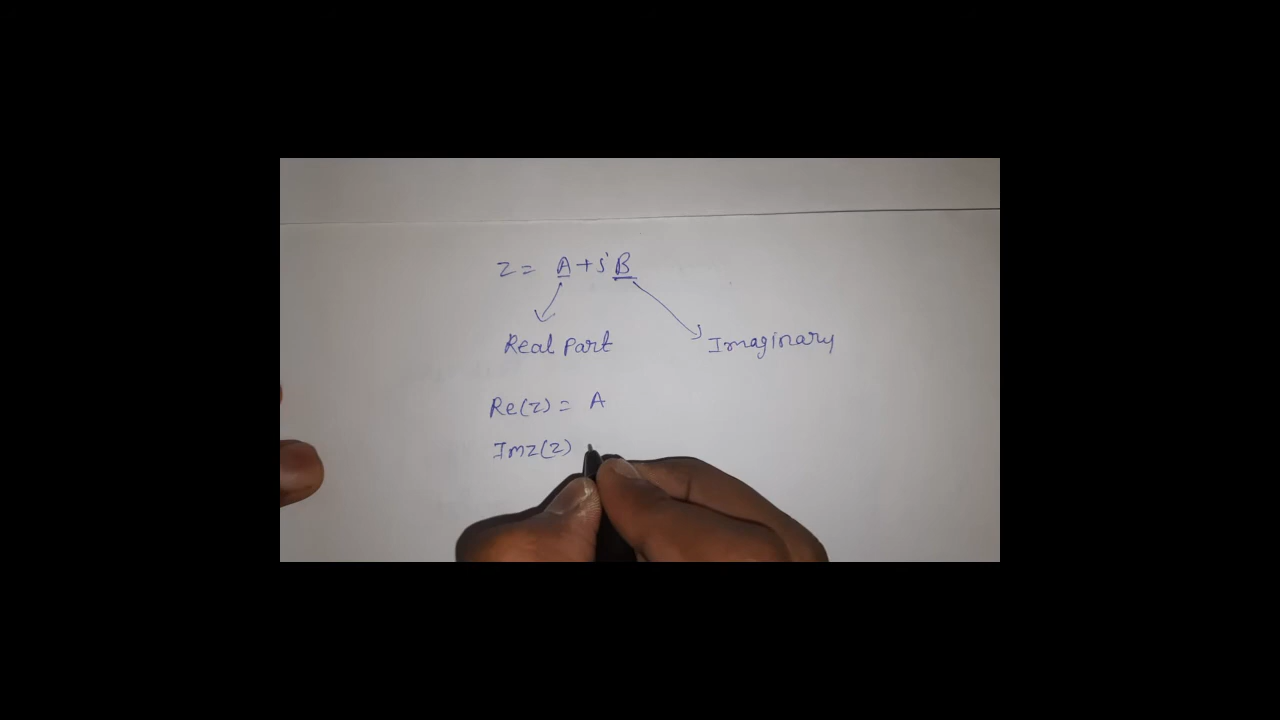 z = A + j B
Real Part Imaginary
Re(z) = A
Imz(z)